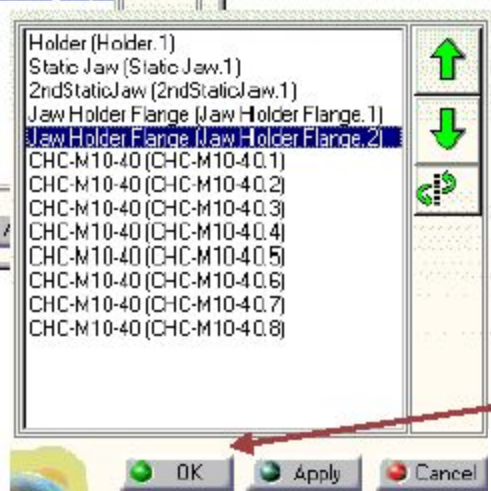 Holder (Holder.1)
Static Jaw (Static Jaw.1)
2ndStaticJaw (2ndStaticJaw.1)
Jaw Holder Flange (Jaw Holder Flange.1)
Jaw Holder Flange (Jaw Holder Flange.2)
CHC-M10-40 (CHC-M10-40.1)
CHC-M10-40 (CHC-M10-40.2)
CHC-M10-40 (CHC-M10-40.3)
CHC-M10-40 (CHC-M10-40.4)
CHC-M10-40 (CHC-M10-40.5)
CHC-M10-40 (CHC-M10-40.6)
CHC-M10-40 (CHC-M10-40.7)
CHC-M10-40 (CHC-M10-40.8)
OK Apply Cancel